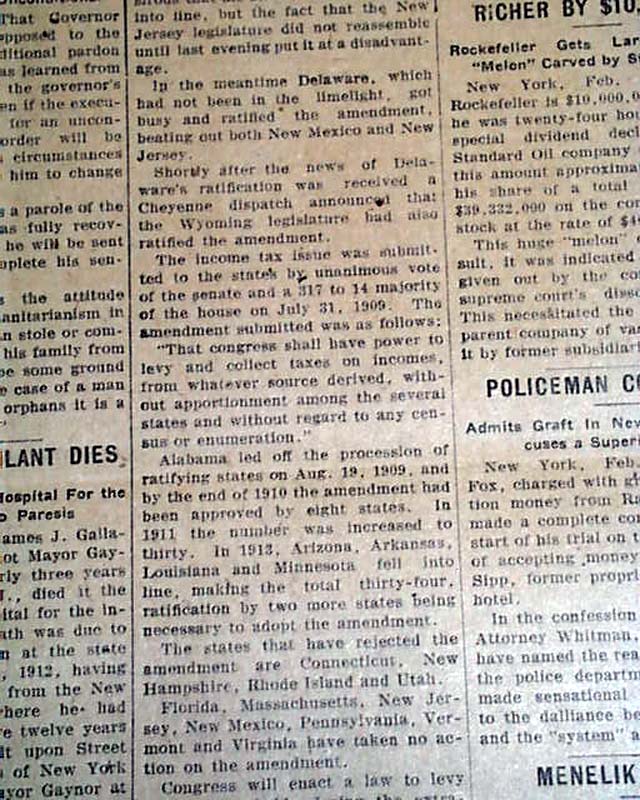 That Governor
opposed to the
ditional pardon
as learned from
the governor's
en if the execu-
for an uncon-
order will be
circumstances
him to change
s a parole of the
as fully recov-
he will be sent
plete his sen-
s the attitude
anitarianism in
n stole or com-
his family from
be some ground
e case of a man
orphans it is a
LANT DIES
Hospital For the
o Paresis
ames J. Galla-
ot Mayor Gay-
rly three years
J., died it the
ital for the in-
ath was due to
n at the state
, 1912, having
from the New
here he had
e twelve years
it upon Street
of New York
ayor Gaynor at
into line, but the fact that the New
Jersey legislature did not reassemble
until last evening put it at a disadvant-
age.
In the meantime Delaware, which
had not been in the limelight, got
busy and ratified the amendment,
beating out both New Mexico and New
Jersey.
Shortly after the news of Dela-
ware's ratification was received a
Cheyenne dispatch announced that
the Wyoming legislature had also
ratified the amendment.
The income tax issue was submit-
ted to the states by unanimous vote
of the senate and a 317 to 14 majority
of the house on July 31, 1909. The
amendment submitted was as follows:
"That congress shall have power to
levy and collect taxes on incomes,
from whatever source derived, with-
out apportionment among the several
states and without regard to any cen-
sus or enumeration."
Alabama led off the procession of
ratifying states on Aug. 19, 1909, and
by the end of 1910 the amendment had
been approved by eight states. In
1911 the number was increased to
thirty. In 1912, Arizona, Arkansas,
Louisiana and Minnesota fell into
line, making the total thirty-four,
ratification by two more states being
necessary to adopt the amendment.
The states that have rejected the
amendment are Connecticut, New
Hampshire, Rhode Island and Utah.
Florida, Massachusetts, New Jer-
sey, New Mexico, Pennsylvania, Ver-
mont and Virginia have taken no ac-
tion on the amendment.
Congress will enact a law to levy
RICHER BY $10,
Rockefeller Gets Lar
"Melon" Carved by S
New York, Feb.
Rockefeller is $10,000,0
he was twenty-four hou
special dividend decl
Standard Oil company
this amount approxima
his share of a total
$39,332,000 on the com
stock at the rate of $4
This huge "melon"
sult, it was indicated
given out by the co
supreme court's disso
This necessitated the
parent company of va
it by former subsidiar
POLICEMAN C
Admits Graft In New
cuses a Superi
New York, Feb.
Fox, charged with g
tion money from R
made a complete con
start of his trial on t
of accepting money
Sipp, former propri
hotel.
In the confession
Attorney Whitman,
have named the rea
the police departm
made sensational
to the dalliance be
and the "system" a
MENELIK